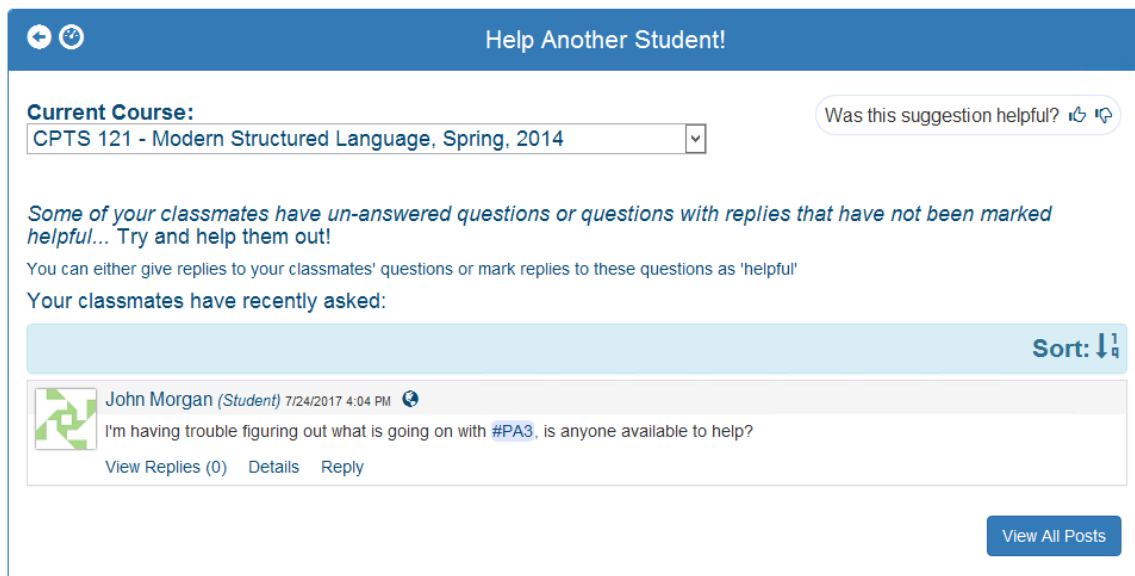 Help Another Student!
Current Course:
Was this suggestion helpful?
CPTS 121 - Modern Structured Language, Spring, 2014
Some of your classmates have un-answered questions or questions with replies that have not been marked
helpful... Try and help them out!
You can either give replies to your classmates' questions or mark replies to these questions as 'helpful'
Your classmates have recently asked:
Sort:
John Morgan (Student) 7/24/2017 4:04 PM
I'm having trouble figuring out what is going on with #PA3, is anyone available to help?
View Replies (0) Details Reply
View All Posts